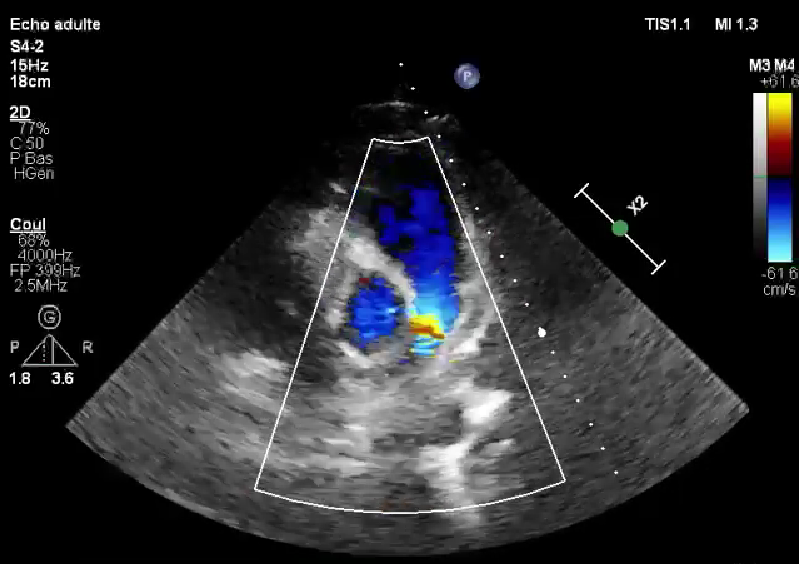 Echo adulte
S4-2
15Hz
18cm
2D
77%
C 50
P Bas
HGén
Coul
68%
4000Hz
FP 399Hz
2.5MHz
G
P R
1.8 3.6
TIS1.1 MI 1.3
M3 M4
+61.6
-61.6
cm/s
P
X2